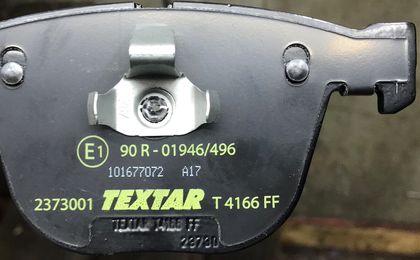 E1 90 R - 01946/496
101677072 A17
2373001 TEXTAR T 4166 FF
TEXTAR T4166 FF
23730